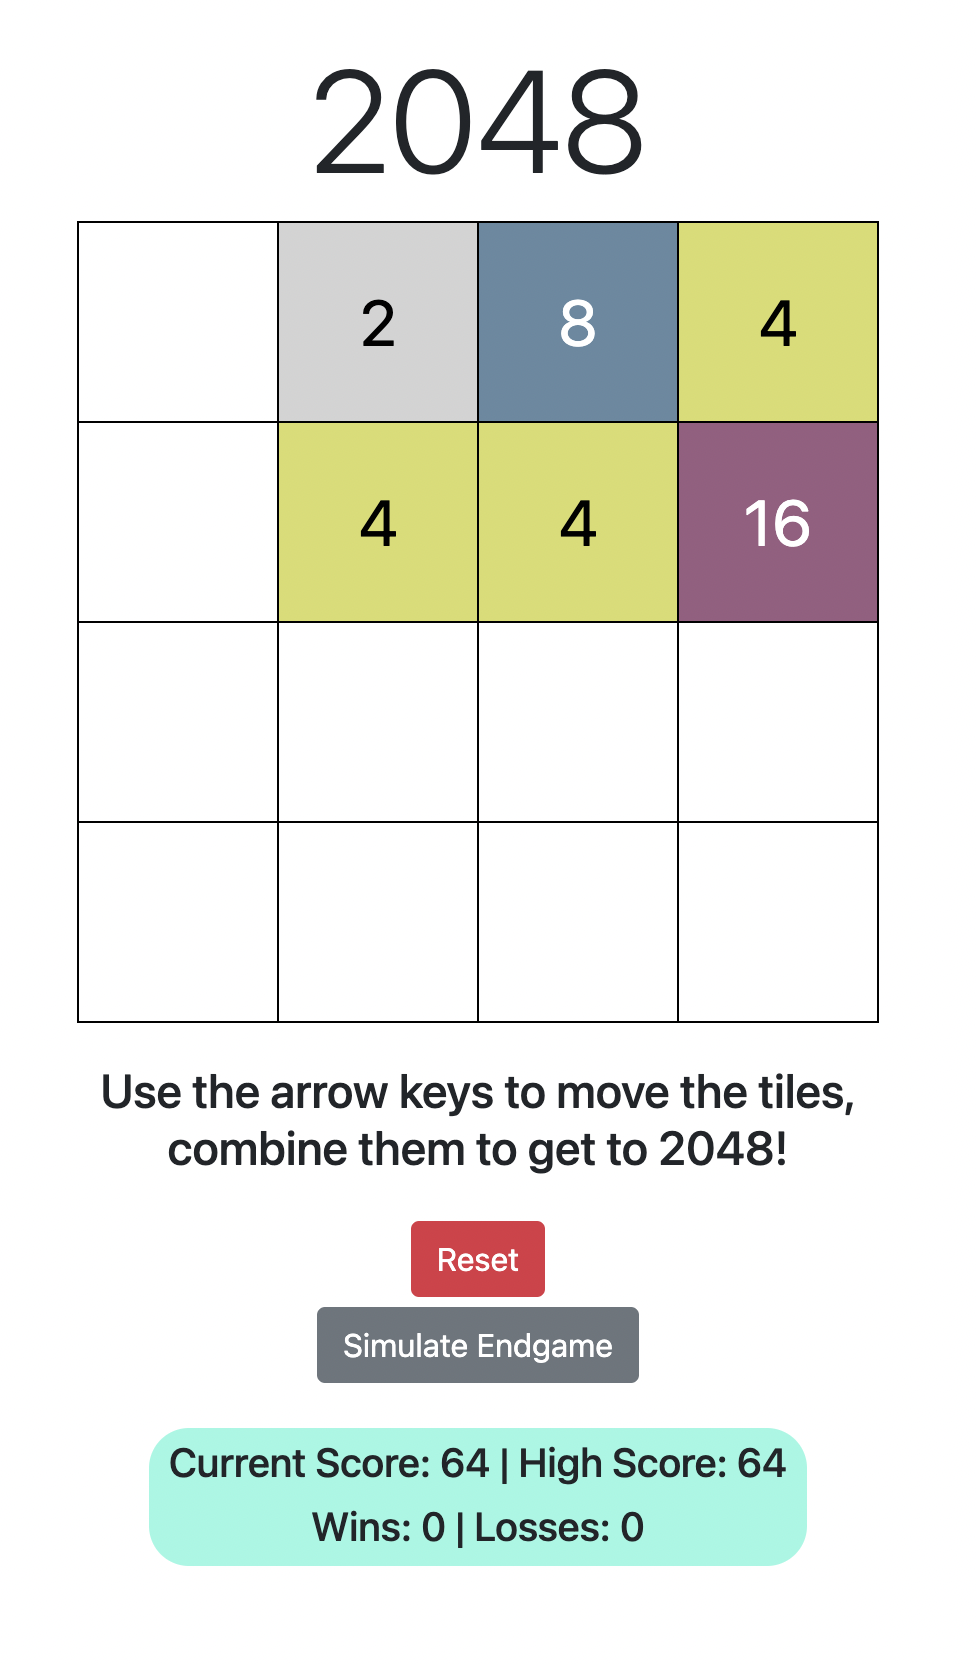 2048
2 8 4
4 4 16
Use the arrow keys to move the tiles,
combine them to get to 2048!
Reset
Simulate Endgame
Current Score: 64 | High Score: 64
Wins: 0 | Losses: 0